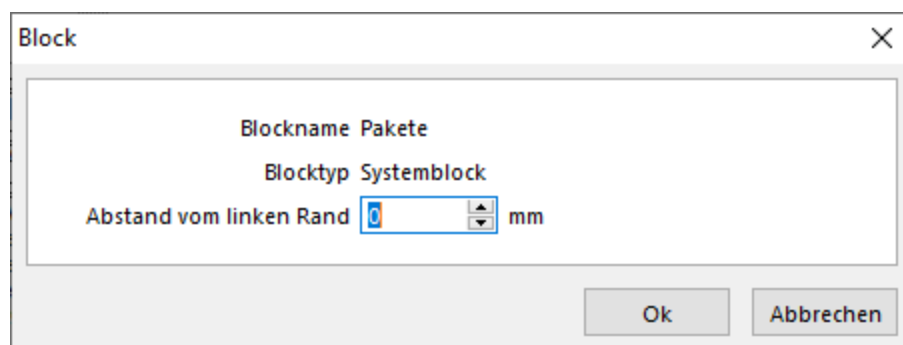 Block
Blockname Pakete
Blocktyp Systemblock
Abstand vom linken Rand 0 mm
Ok Abbrechen